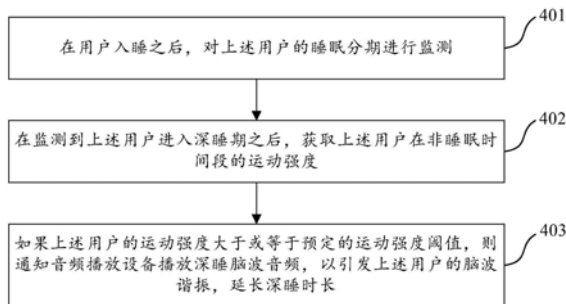 401
在用户入睡之后，对上述用户的睡眠分期进行监测
402
在监测到上述用户进入深睡期之后，获取上述用户在非睡眠时
间段的运动强度
403
如果上述用户的运动强度大于或等于预定的运动强度阈值，则
通知音频播放设备播放深睡脑波音频，以引发上述用户的脑波
谐振，延长深睡时长